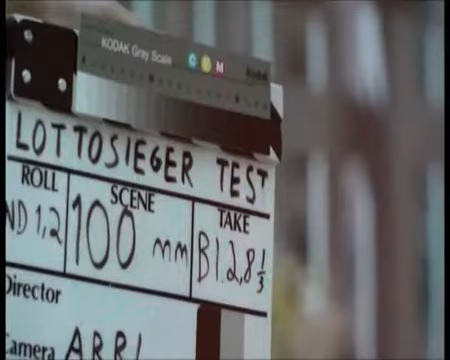 KODAK Gray Scale C Y M Kodak
LOTTOSIEGER TEST
ROLL SCENE TAKE
ND 1,2 100 mm Bl. 2,8 1/3
Director
Camera ARRI